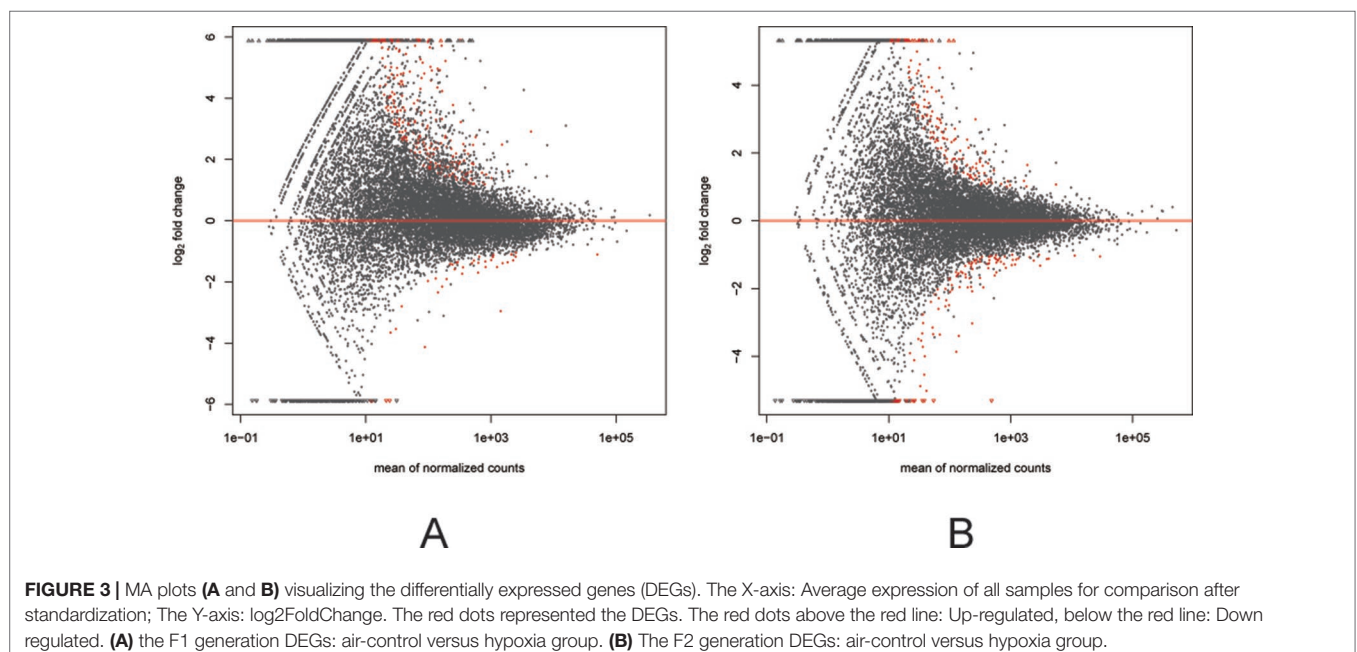 6
4
2
0
−2
−4
−6
log2 fold change
1e−01
1e+01
1e+03
1e+05
mean of normalized counts
A
4
2
0
−2
−4
log2 fold change
1e−01
1e+01
1e+03
1e+05
mean of normalized counts
B
FIGURE 3 | MA plots (A and B) visualizing the differentially expressed genes (DEGs). The X-axis: Average expression of all samples for comparison after
standardization; The Y-axis: log2FoldChange. The red dots represented the DEGs. The red dots above the red line: Up-regulated, below the red line: Down
regulated. (A) the F1 generation DEGs: air-control versus hypoxia group. (B) The F2 generation DEGs: air-control versus hypoxia group.